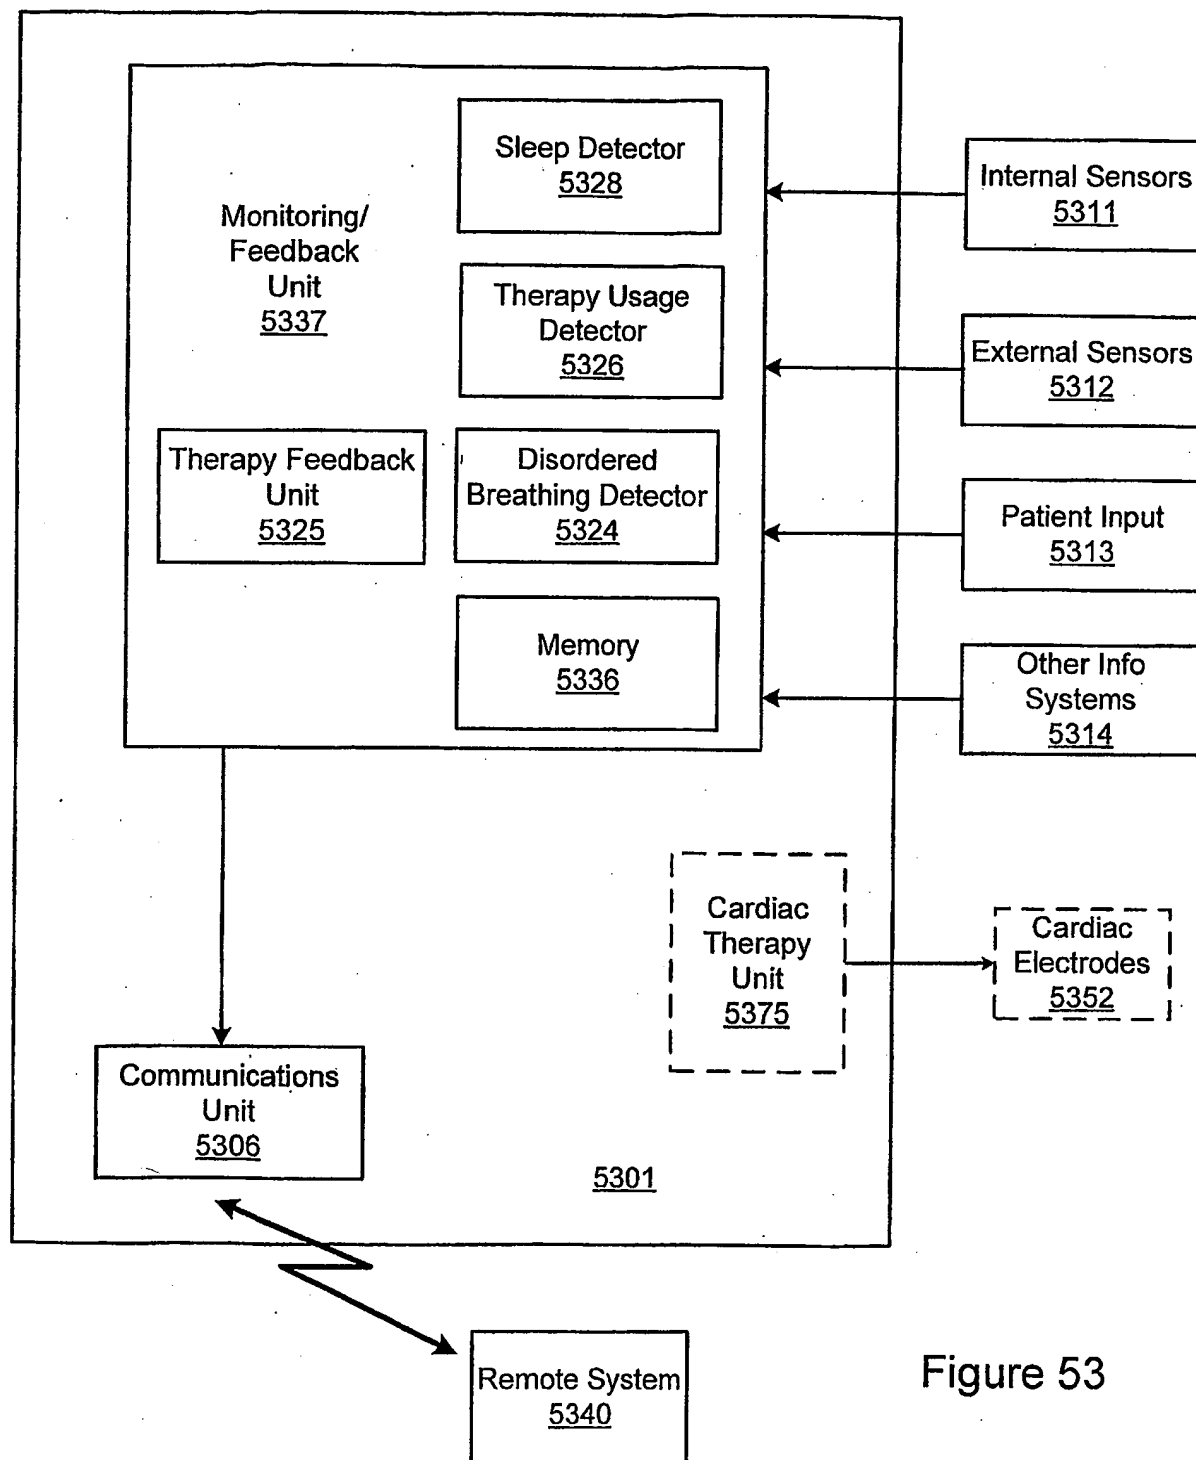 Sleep Detector
5328
Monitoring/
Feedback
Unit
5337
Therapy Usage
Detector
5326
Therapy Feedback
Unit
5325
Disordered
Breathing Detector
5324
Memory
5336
Internal Sensors
5311
External Sensors
5312
Patient Input
5313
Other Info
Systems
5314
Cardiac
Therapy
Unit
5375
Cardiac
Electrodes
5352
Communications
Unit
5306
5301
Remote System
5340
Figure 53